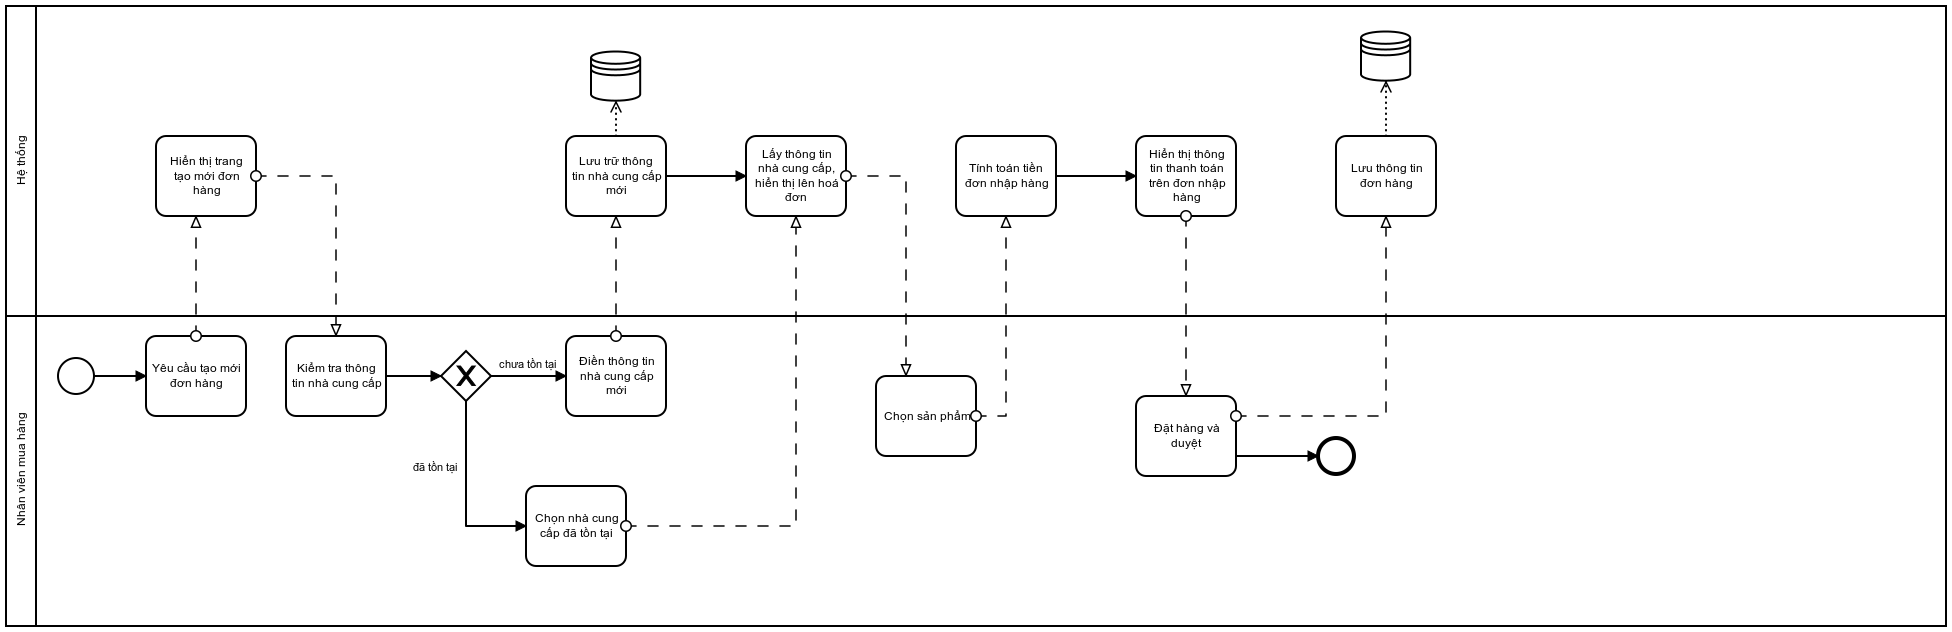 Hệ thống
Hiển thị trang
tạo mới đơn
hàng
Lưu trữ thông
tin nhà cung cấp
mới
Lấy thông tin
nhà cung cấp,
hiển thị lên hoá
đơn
Tính toán tiền
đơn nhập hàng
Hiển thị thông
tin thanh toán
trên đơn nhập
hàng
Lưu thông tin
đơn hàng
Nhân viên mua hàng
Yêu cầu tạo mới
đơn hàng
Kiểm tra thông
tin nhà cung cấp
chưa tồn tại
Điền thông tin
nhà cung cấp
mới
đã tồn tại
Chọn nhà cung
cấp đã tồn tại
Chọn sản phẩm
Đặt hàng và
duyệt